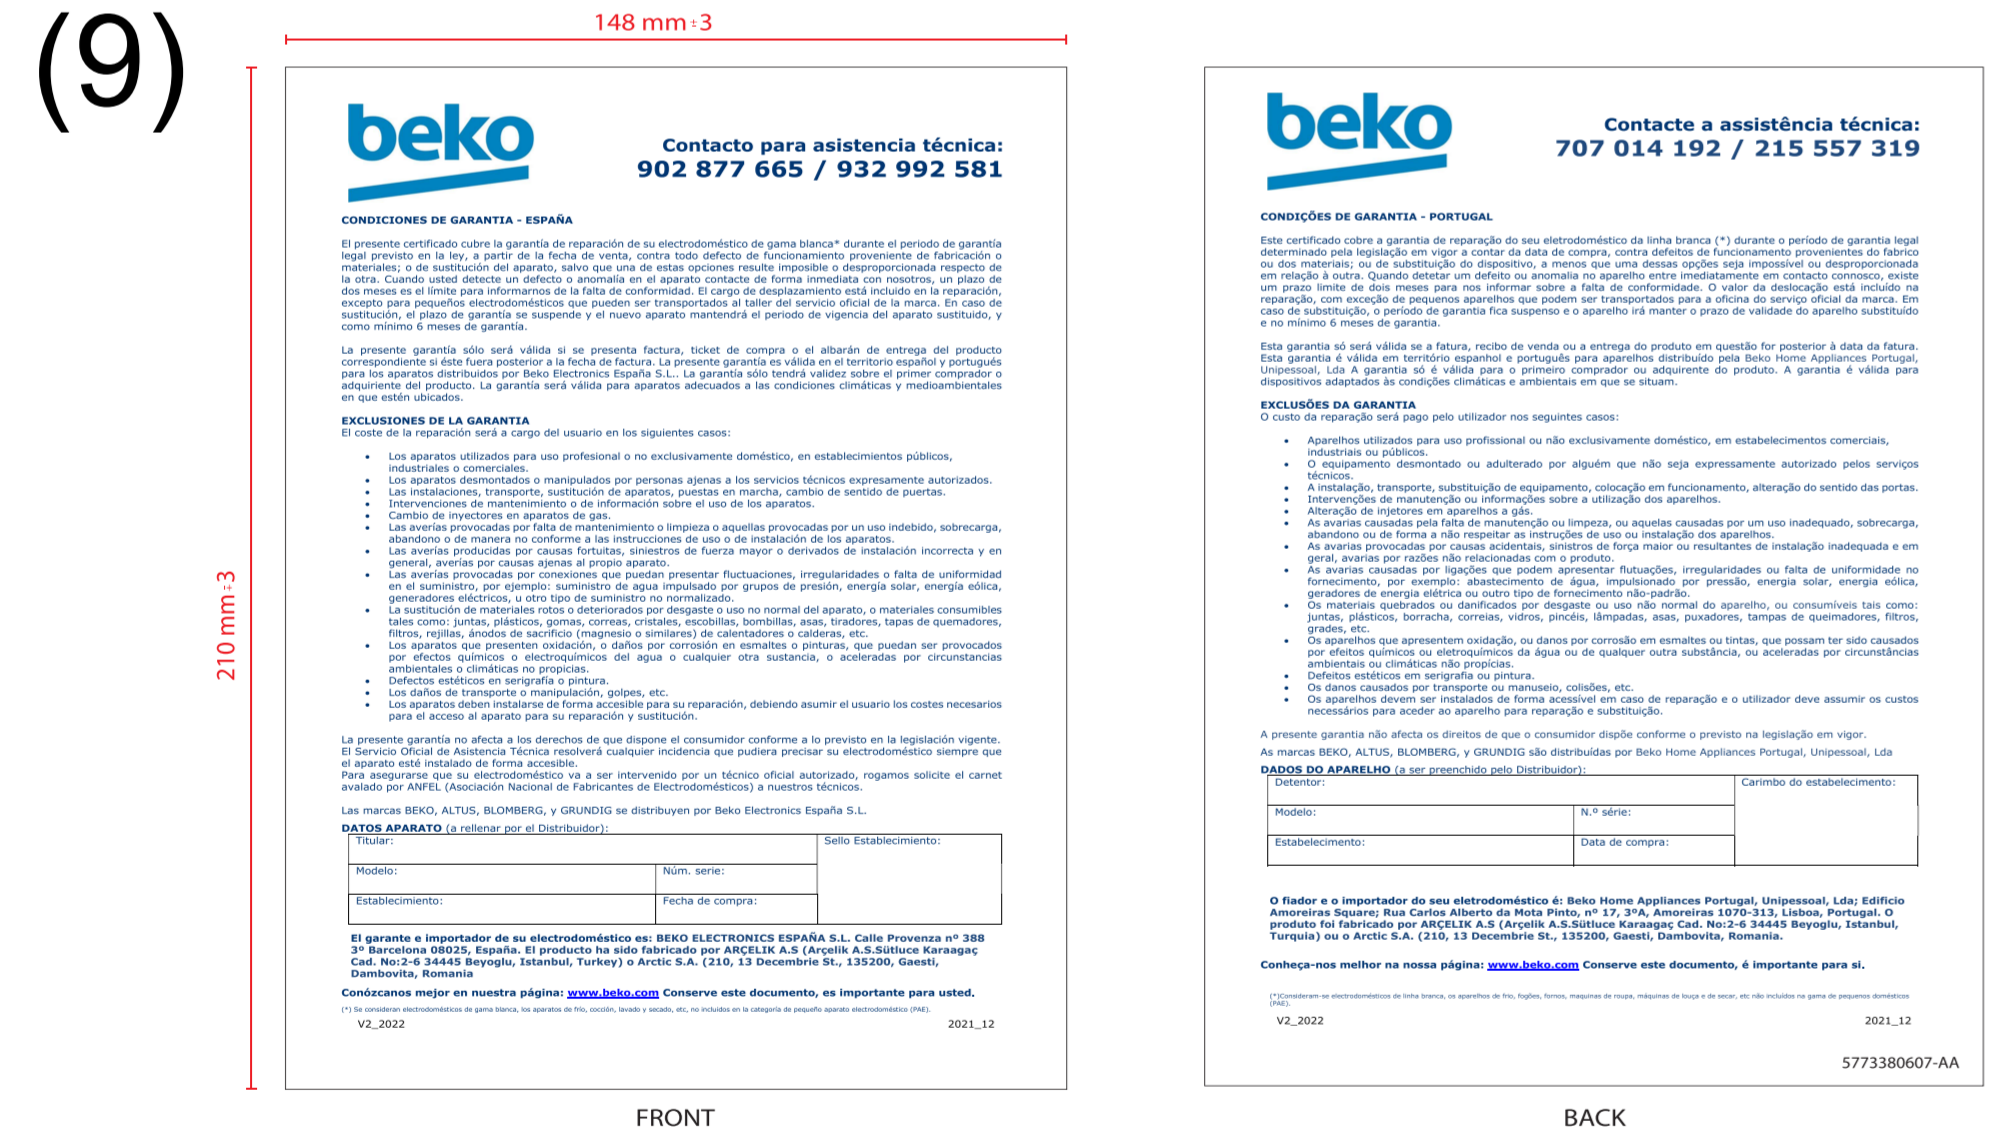 (9)
148 mm ± 3
210 mm ± 3
beko
Contacto para asistencia técnica:
902 877 665 / 932 992 581
CONDICIONES DE GARANTIA - ESPAÑA
El presente certificado cubre la garantía de reparación de su electrodoméstico de gama blanca* durante el periodo de garantía
legal previsto en la ley, a partir de la fecha de venta, contra todo defecto de funcionamiento proveniente de fabricación o
materiales; o de sustitución del aparato, salvo que una de estas opciones resulte imposible o desproporcionada respecto de
la otra. Cuando usted detecte un defecto o anomalía en el aparato contacte de forma inmediata con nosotros, un plazo de
dos meses es el límite para informarnos de la falta de conformidad. El cargo de desplazamiento está incluido en la reparación,
excepto para pequeños electrodomésticos que pueden ser transportados al taller del servicio oficial de la marca. En caso de
sustitución, el plazo de garantía se suspende y el nuevo aparato mantendrá el periodo de vigencia del aparato sustituido, y
como mínimo 6 meses de garantía.
La presente garantía sólo será válida si se presenta factura, ticket de compra o el albarán de entrega del producto
correspondiente si éste fuera posterior a la fecha de factura. La presente garantía es válida en el territorio español y portugués
para los aparatos distribuidos por Beko Electronics España S.L.. La garantía sólo tendrá validez sobre el primer comprador o
adquiriente del producto. La garantía será válida para aparatos adecuados a las condiciones climáticas y medioambientales
en que estén ubicados.
EXCLUSIONES DE LA GARANTIA
El coste de la reparación será a cargo del usuario en los siguientes casos:
• Los aparatos utilizados para uso profesional o no exclusivamente doméstico, en establecimientos públicos,
industriales o comerciales.
• Los aparatos desmontados o manipulados por personas ajenas a los servicios técnicos expresamente autorizados.
• Las instalaciones, transporte, sustitución de aparatos, puestas en marcha, cambio de sentido de puertas.
• Intervenciones de mantenimiento o de información sobre el uso de los aparatos.
• Cambio de inyectores en aparatos de gas.
• Las averías provocadas por falta de mantenimiento o limpieza o aquellas provocadas por un uso indebido, sobrecarga,
abandono o de manera no conforme a las instrucciones de uso o de instalación de los aparatos.
• Las averías producidas por causas fortuitas, siniestros de fuerza mayor o derivados de instalación incorrecta y en
general, averías por causas ajenas al propio aparato.
• Las averías provocadas por conexiones que puedan presentar fluctuaciones, irregularidades o falta de uniformidad
en el suministro, por ejemplo: suministro de agua impulsado por grupos de presión, energía solar, energía eólica,
generadores eléctricos, u otro tipo de suministro no normalizado.
• La sustitución de materiales rotos o deteriorados por desgaste o uso no normal del aparato, o materiales consumibles
tales como: juntas, plásticos, gomas, correas, cristales, escobillas, bombillas, asas, tiradores, tapas de quemadores,
filtros, rejillas, ánodos de sacrificio (magnesio o similares) de calentadores o calderas, etc.
• Los aparatos que presenten oxidación, o daños por corrosión en esmaltes o pinturas, que puedan ser provocados
por efectos químicos o electroquímicos del agua o cualquier otra sustancia, o aceleradas por circunstancias
ambientales o climáticas no propicias.
• Defectos estéticos en serigrafía o pintura.
• Los daños de transporte o manipulación, golpes, etc.
• Los aparatos deben instalarse de forma accesible para su reparación, debiendo asumir el usuario los costes necesarios
para el acceso al aparato para su reparación y sustitución.
La presente garantía no afecta a los derechos de que dispone el consumidor conforme a lo previsto en la legislación vigente.
El Servicio Oficial de Asistencia Técnica resolverá cualquier incidencia que pudiera precisar su electrodoméstico siempre que
el aparato esté instalado de forma accesible.
Para asegurarse que su electrodoméstico va a ser intervenido por un técnico oficial autorizado, rogamos solicite el carnet
avalado por ANFEL (Asociación Nacional de Fabricantes de Electrodomésticos) a nuestros técnicos.
Las marcas BEKO, ALTUS, BLOMBERG, y GRUNDIG se distribuyen por Beko Electronics España S.L.
DATOS APARATO (a rellenar por el Distribuidor):
Titular:
Sello Establecimiento:
Modelo:
Núm. serie:
Establecimiento:
Fecha de compra:
El garante e importador de su electrodoméstico es: BEKO ELECTRONICS ESPAÑA S.L. Calle Provenza nº 388
3º Barcelona 08025, España. El producto ha sido fabricado por ARÇELIK A.S (Arçelik A.S.Sütluce Karaagaç
Cad. No:2-6 34445 Beyoglu, Istanbul, Turkey) o Arctic S.A. (210, 13 Decembrie St., 135200, Gaesti,
Dambovita, Romania
Conózcanos mejor en nuestra página: www.beko.com Conserve este documento, es importante para usted.
(*) Se consideran electrodomésticos de gama blanca, los aparatos de frío, cocción, lavado y secado, etc, no incluidos en la categoría de pequeño aparato electrodoméstico (PAE).
V2_2022
2021_12
FRONT
beko
Contacte a assistência técnica:
707 014 192 / 215 557 319
CONDIÇÕES DE GARANTIA - PORTUGAL
Este certificado cobre a garantia de reparação do seu eletrodoméstico da linha branca (*) durante o período de garantia legal
determinado pela legislação em vigor a contar da data de compra, contra defeitos de funcionamento provenientes do fabrico
ou dos materiais; ou de substituição do dispositivo, a menos que uma dessas opções seja impossível ou desproporcionada
em relação à outra. Quando detetar um defeito ou anomalia no aparelho entre imediatamente em contacto connosco, existe
um prazo limite de dois meses para nos informar sobre a falta de conformidade. O valor da deslocação está incluído na
reparação, com exceção de pequenos aparelhos que podem ser transportados para a oficina do serviço oficial da marca. Em
caso de substituição, o período de garantia fica suspenso e o aparelho irá manter o prazo de validade do aparelho substituído
e no mínimo 6 meses de garantia.
Esta garantia só será válida se a fatura, recibo de venda ou a entrega do produto em questão for posterior à data da fatura.
Esta garantia é válida em território espanhol e português para aparelhos distribuído pela Beko Home Appliances Portugal,
Unipessoal, Lda A garantia só é válida para o primeiro comprador ou adquirente do produto. A garantia é válida para
dispositivos adaptados às condições climáticas e ambientais em que se situam.
EXCLUSÕES DA GARANTIA
O custo da reparação será pago pelo utilizador nos seguintes casos:
• Aparelhos utilizados para uso profissional ou não exclusivamente doméstico, em estabelecimentos comerciais,
industriais ou públicos.
• O equipamento desmontado ou adulterado por alguém que não seja expressamente autorizado pelos serviços
técnicos.
• A instalação, transporte, substituição de equipamento, colocação em funcionamento, alteração do sentido das portas.
• Intervenções de manutenção ou informações sobre a utilização dos aparelhos.
• Alteração de injetores em aparelhos a gás.
• As avarias causadas pela falta de manutenção ou limpeza, ou aquelas causadas por um uso inadequado, sobrecarga,
abandono ou de forma a não respeitar as instruções de uso ou instalação dos aparelhos.
• As avarias provocadas por causas acidentais, sinistros de força maior ou resultantes de instalação inadequada e em
geral, avarias por razões não relacionadas com o produto.
• As avarias causadas por ligações que podem apresentar flutuações, irregularidades ou falta de uniformidade no
fornecimento, por exemplo: abastecimento de água, impulsionado por pressão, energia solar, energia eólica,
geradores de energia elétrica ou outro tipo de fornecimento não-padrão.
• Os materiais quebrados ou danificados por desgaste ou uso não normal do aparelho, ou consumíveis tais como:
juntas, plásticos, borracha, correias, vidros, pincéis, lâmpadas, asas, puxadores, tampas de queimadores, filtros,
grades, etc.
• Os aparelhos que apresentem oxidação, ou danos por corrosão em esmaltes ou tintas, que possam ter sido causados
por efeitos químicos ou eletroquímicos da água ou de qualquer outra substância, ou aceleradas por circunstâncias
ambientais ou climáticas não propícias.
• Defeitos estéticos em serigrafia ou pintura.
• Os danos causados por transporte ou manuseio, colisões, etc.
• Os aparelhos devem ser instalados de forma acessível em caso de reparação e o utilizador deve assumir os custos
necessários para aceder ao aparelho para reparação e substituição.
A presente garantia não afecta os direitos de que o consumidor dispõe conforme o previsto na legislação em vigor.
As marcas BEKO, ALTUS, BLOMBERG, y GRUNDIG são distribuídas por Beko Home Appliances Portugal, Unipessoal, Lda
DADOS DO APARELHO (a ser preenchido pelo Distribuidor):
Detentor:
Carimbo do estabelecimento:
Modelo:
N.º série:
Estabelecimento:
Data de compra:
O fiador e o importador do seu eletrodoméstico é: Beko Home Appliances Portugal, Unipessoal, Lda; Edificio
Amoreiras Square; Rua Carlos Alberto da Mota Pinto, nº 17, 3ºA, Amoreiras 1070-313, Lisboa, Portugal. O
produto foi fabricado por ARÇELIK A.S (Arçelik A.S.Sütluce Karaagaç Cad. No:2-6 34445 Beyoglu, Istanbul,
Turquia) ou o Arctic S.A. (210, 13 Decembrie St., 135200, Gaesti, Dambovita, Romania.
Conheça-nos melhor na nossa página: www.beko.com Conserve este documento, é importante para si.
(*)Consideram-se electrodomésticos de linha branca, os aparelhos de frio, fogões, fornos, maquinas de roupa, máquinas de louça e de secar, etc não incluídos na gama de pequenos domésticos
(PAE).
V2_2022
2021_12
5773380607-AA
BACK